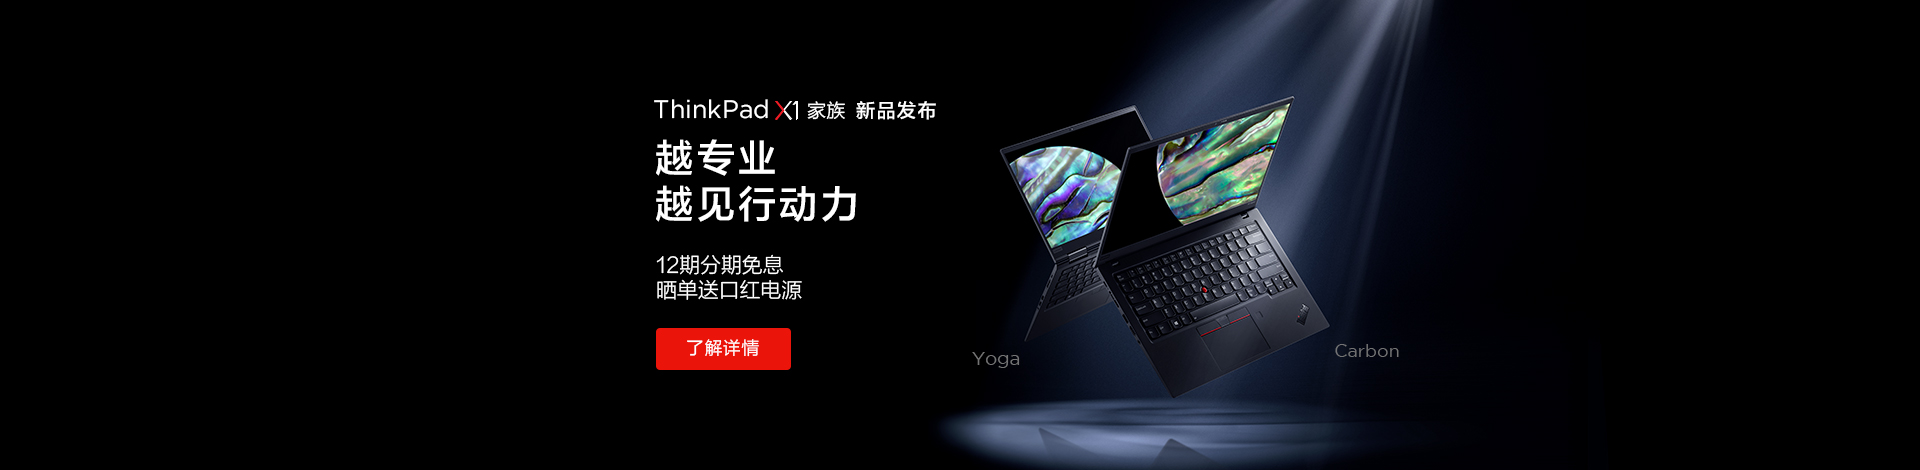 ThinkPad X1 家族 新品发布
越专业
越见行动力
12期分期免息
晒单送口红电源
了解详情
Yoga
Carbon